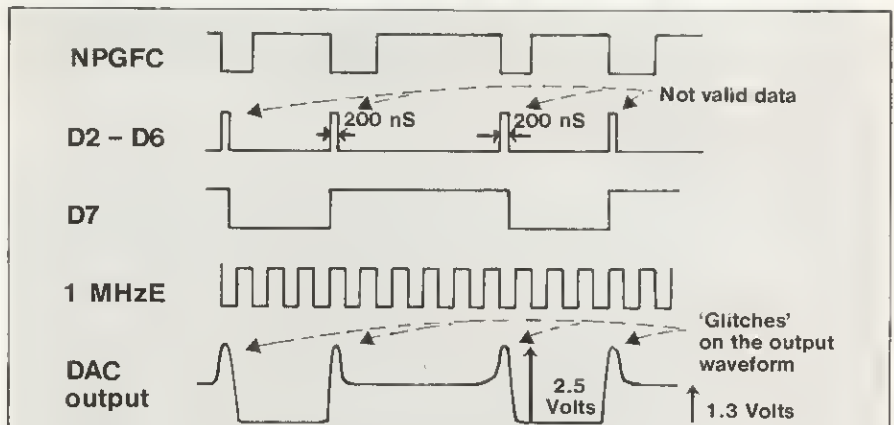 NPGFC
Not valid data
D2 – D6
200 nS
200 nS
D7
1 MHzE
'Glitches'
on the output
waveform
DAC
output
2.5
Volts
1.3 Volts